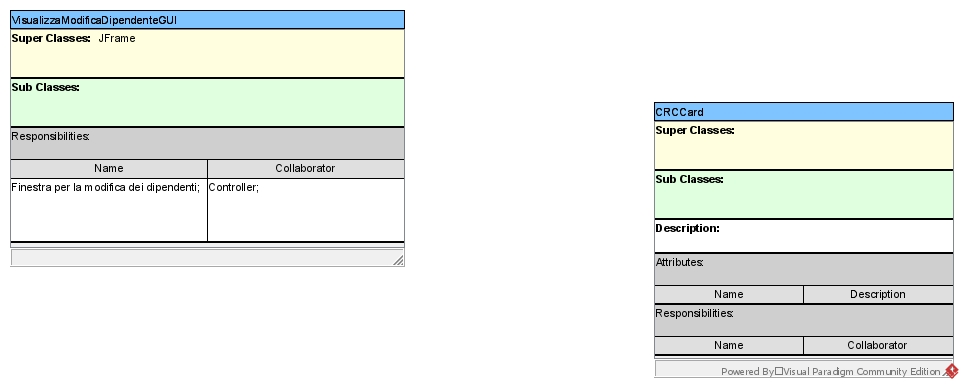 VisualizzaModificaDipendenteGUI
Super Classes: JFrame
Sub Classes:
Responsibilities:
Name Collaborator
Finestra per la modifica dei dipendenti; Controller;
CRCCard
Super Classes:
Sub Classes:
Description:
Attributes:
Name Description
Responsibilities:
Name Collaborator
Powered By□Visual Paradigm Community Edition